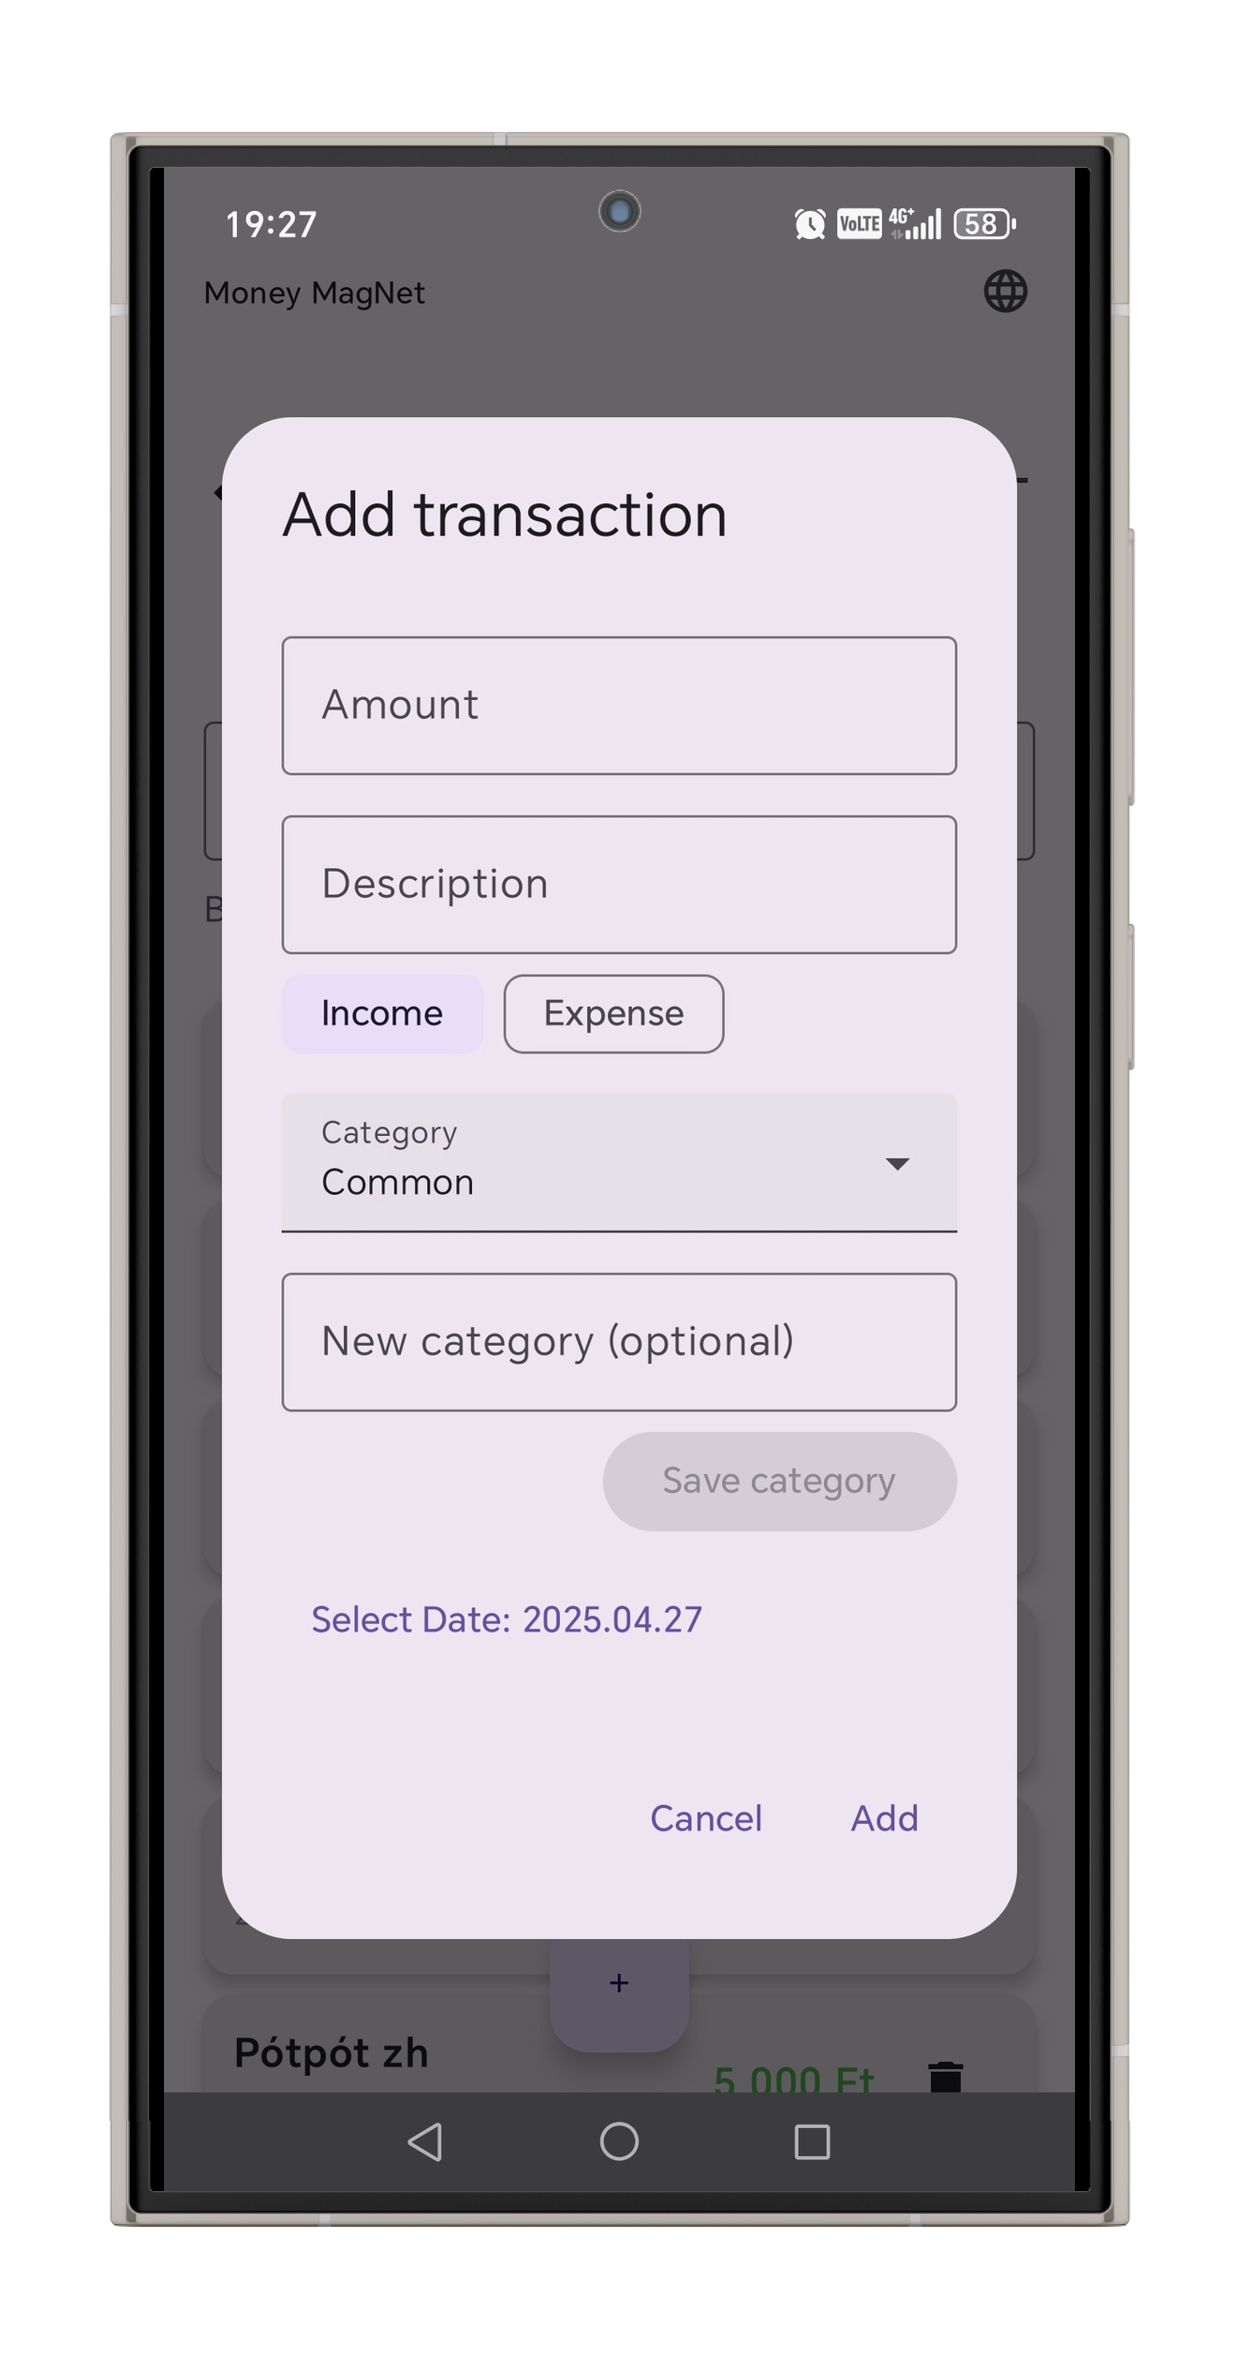 19:27
VoLTE 4G+ 58
Money MagNet
Add transaction
Amount
Description
B
Income Expense
Category
Common
New category (optional)
Save category
Select Date: 2025.04.27
Cancel Add
+
Pótpót zh
5 000 Ft